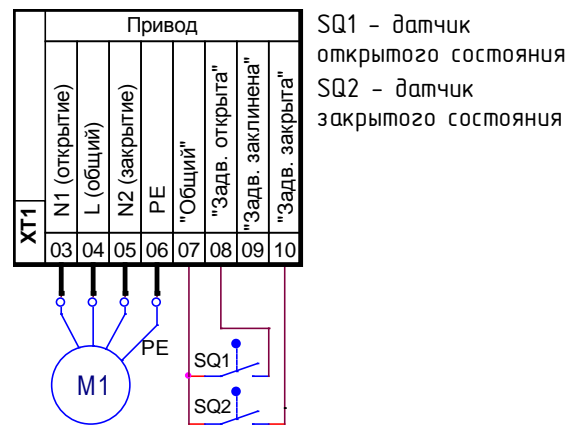 Привод
SQ1 – датчик
открытого состояния
SQ2 – датчик
закрытого состояния
XT1
N1 (открытие)
L (общий)
N2 (закрытие)
PE
"Общий"
"Задв. открыта"
"Задв. заклинена"
"Задв. закрыта"
03 04 05 06 07 08 09 10
PE
SQ1
M1
SQ2